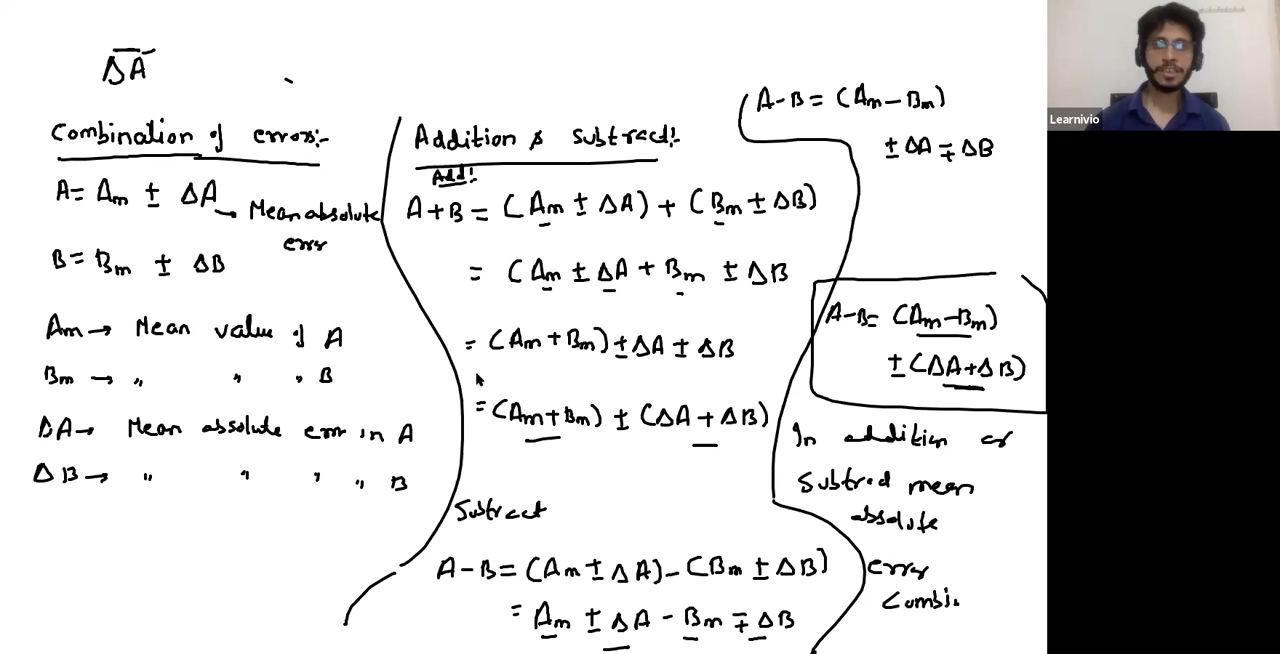 ΔA̅
Combination of errors:-
A = Am ± ΔA → Mean absolute
error
B = Bm ± ΔB
Am → Mean value of A
Bm → " " " B
ΔA → Mean absolute error in A
ΔB → " " " " B
Addition & subtract:-
Add:-
A+B = (Am ± ΔA) + (Bm ± ΔB)
= (Am ± ΔA + Bm ± ΔB
= (Am + Bm) ± ΔA ± ΔB
= (Am + Bm) ± (ΔA + ΔB)
Subtract
A - B = (Am ± ΔA) - (Bm ± ΔB)
= Am ± ΔA - Bm ∓ ΔB
A - B = (Am - Bm)
± ΔA ∓ ΔB
A - B = (Am - Bm)
± (ΔA + ΔB)
In addition or
Subtract mean
absolute
error
Combi.
Learnivio